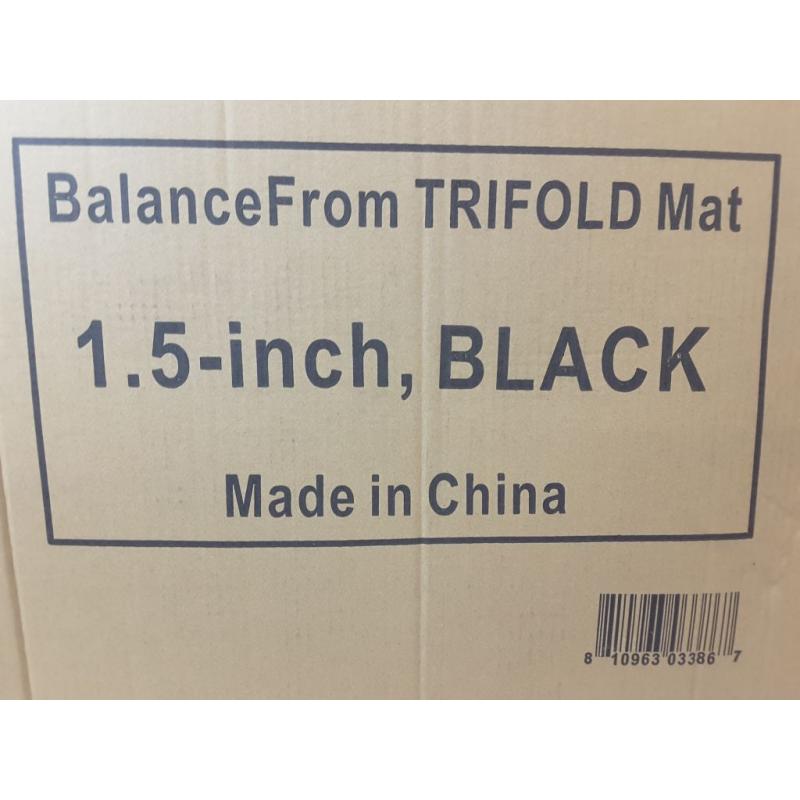 BalanceFrom TRIFOLD Mat
1.5-inch, BLACK
Made in China
8 10963 03386 7